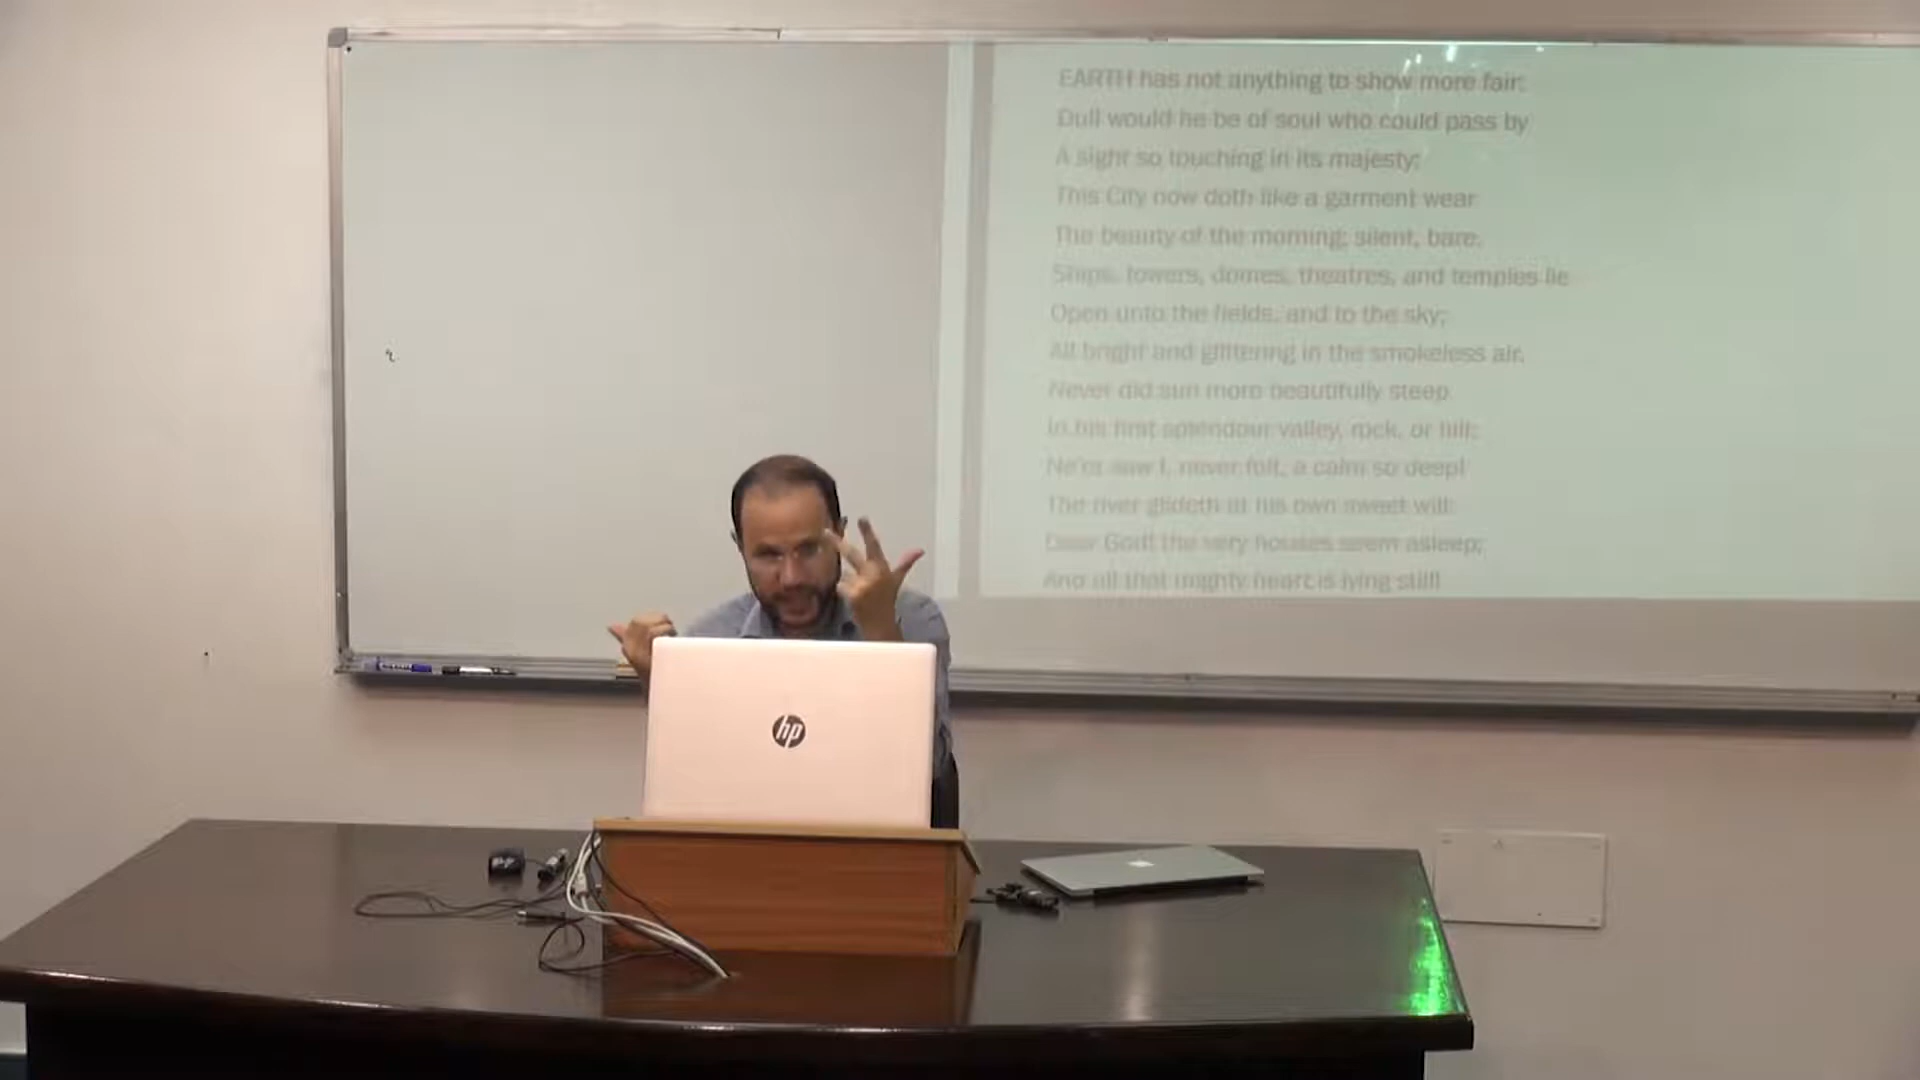 EARTH has not anything to show more fair:
Dull would he be of soul who could pass by
A sight so touching in its majesty;
This City now doth like a garment wear
The beauty of the morning; silent, bare,
Ships, towers, domes, theatres, and temples lie
Open unto the fields, and to the sky;
All bright and glittering in the smokeless air.
Never did sun more beautifully steep
In his first splendour valley, rock, or hill;
Ne'er saw I, never felt, a calm so deep!
The river glideth at his own sweet will:
Dear God! the very houses seem asleep;
And all that mighty heart is lying still!
hp